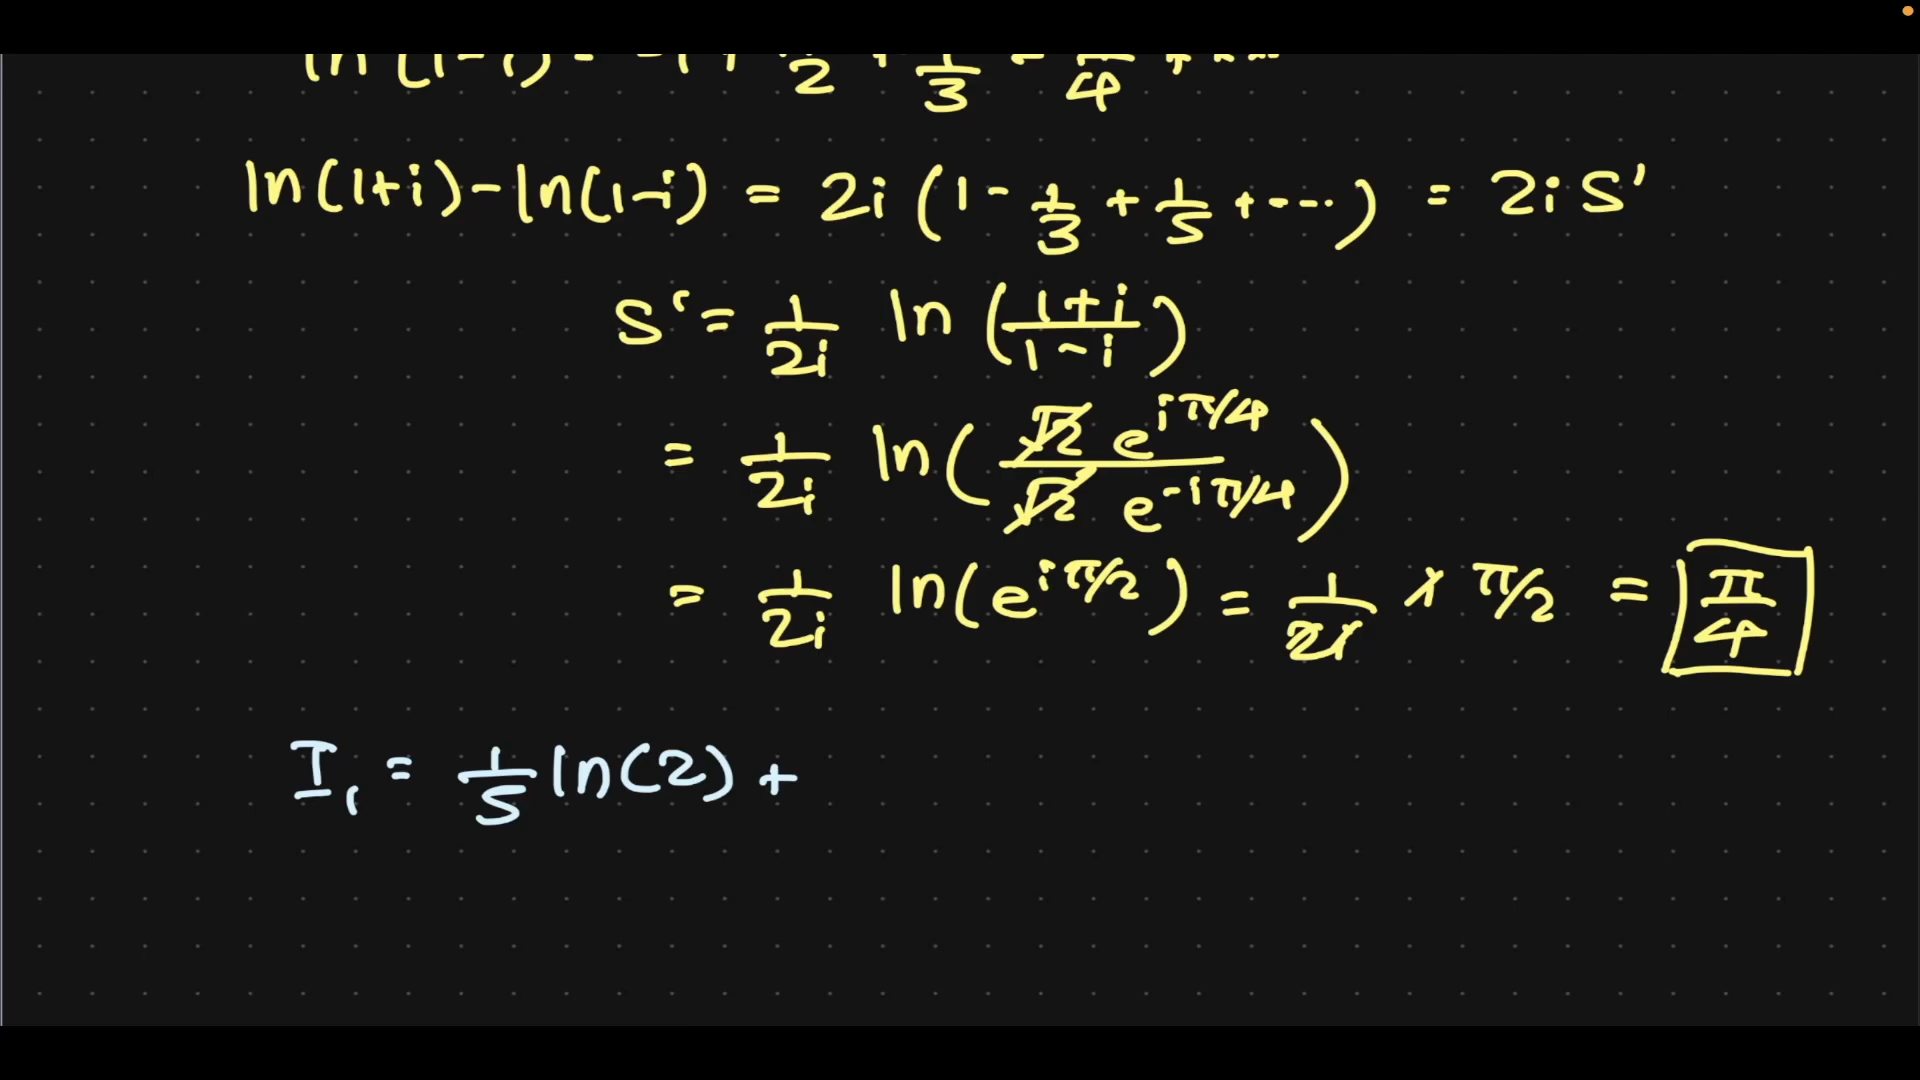 ln(1+i) - ln(1-i) = 2i (1 - 1/3 + 1/5 + ----) = 2i S'
S' = 1/2i ln((1+i)/(1-i))
= 1/2i ln(√2 e^iπ/4 / √2 e^-iπ/4)
= 1/2i ln(e^iπ/2) = 1/2i × π/2 = π/4
I₁ = 1/5 ln(2) +